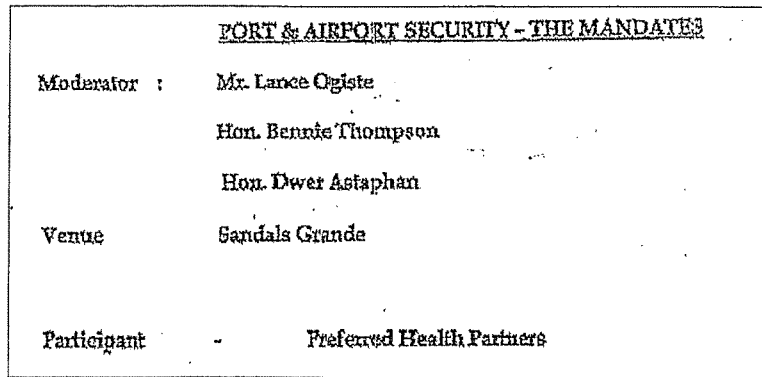 PORT & AIRPORT SECURITY – THE MANDATES
Moderator : Mr. Lance Ogiste
Hon. Bennie Thompson
Hon. Dwer Astaphan
Venue Sandals Grande
Participant - Preferred Health Partners